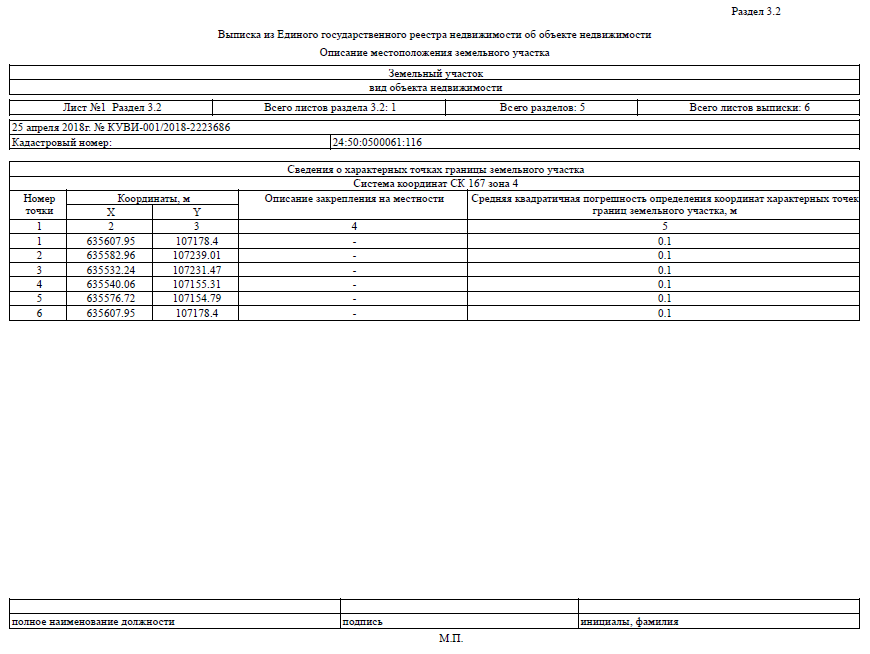 Раздел 3.2
Выписка из Единого государственного реестра недвижимости об объекте недвижимости
Описание местоположения земельного участка
Земельный участок
вид объекта недвижимости
Лист №1 Раздел 3.2 Всего листов раздела 3.2: 1 Всего разделов: 5 Всего листов выписки: 6
25 апреля 2018г. № КУВИ-001/2018-2223686
Кадастровый номер: 24:50:0500061:116
Сведения о характерных точках границы земельного участка
Система координат СК 167 зона 4
Номер точки Координаты, м Описание закрепления на местности Средняя квадратичная погрешность определения координат характерных точек границ земельного участка, м
X Y
1 2 3 4 5
1 635607.95 107178.4 - 0.1
2 635582.96 107239.01 - 0.1
3 635532.24 107231.47 - 0.1
4 635540.06 107155.31 - 0.1
5 635576.72 107154.79 - 0.1
6 635607.95 107178.4 - 0.1
полное наименование должности подпись инициалы, фамилия
М.П.